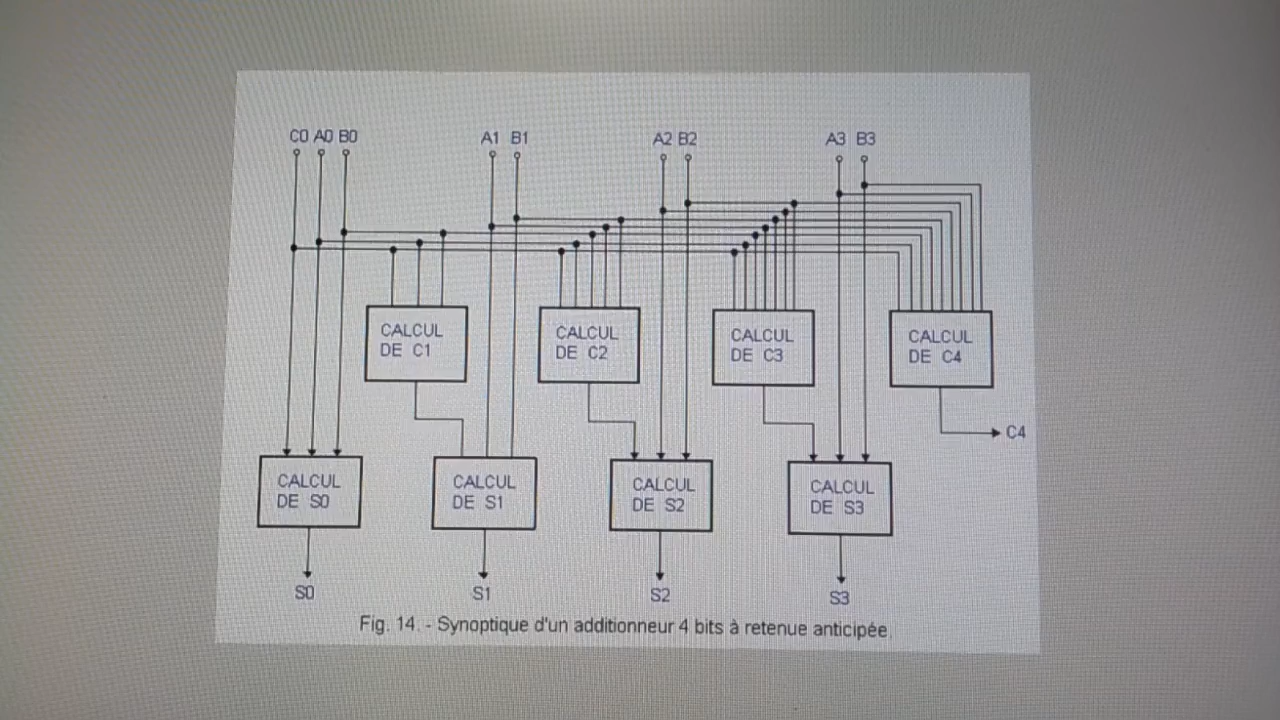 C0 A0 B0 A1 B1 A2 B2 A3 B3
CALCUL
DE C1
CALCUL
DE C2
CALCUL
DE C3
CALCUL
DE C4
C4
CALCUL
DE S0
CALCUL
DE S1
CALCUL
DE S2
CALCUL
DE S3
S0 S1 S2 S3
Fig. 14. - Synoptique d'un additionneur 4 bits à retenue anticipée.